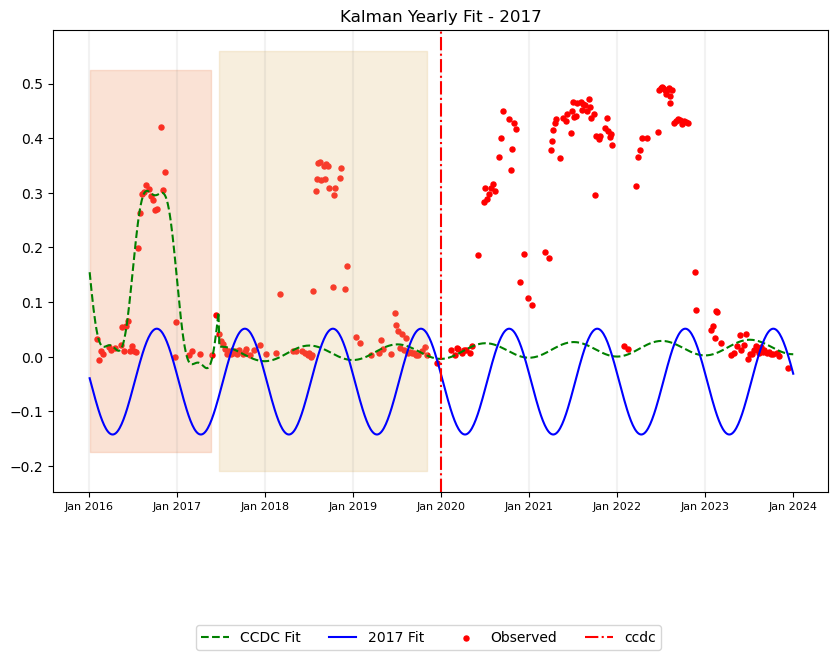 Kalman Yearly Fit - 2017
0.5
0.4
0.3
0.2
0.1
0.0
−0.1
−0.2
Jan 2016 Jan 2017 Jan 2018 Jan 2019 Jan 2020 Jan 2021 Jan 2022 Jan 2023 Jan 2024
CCDC Fit 2017 Fit Observed ccdc